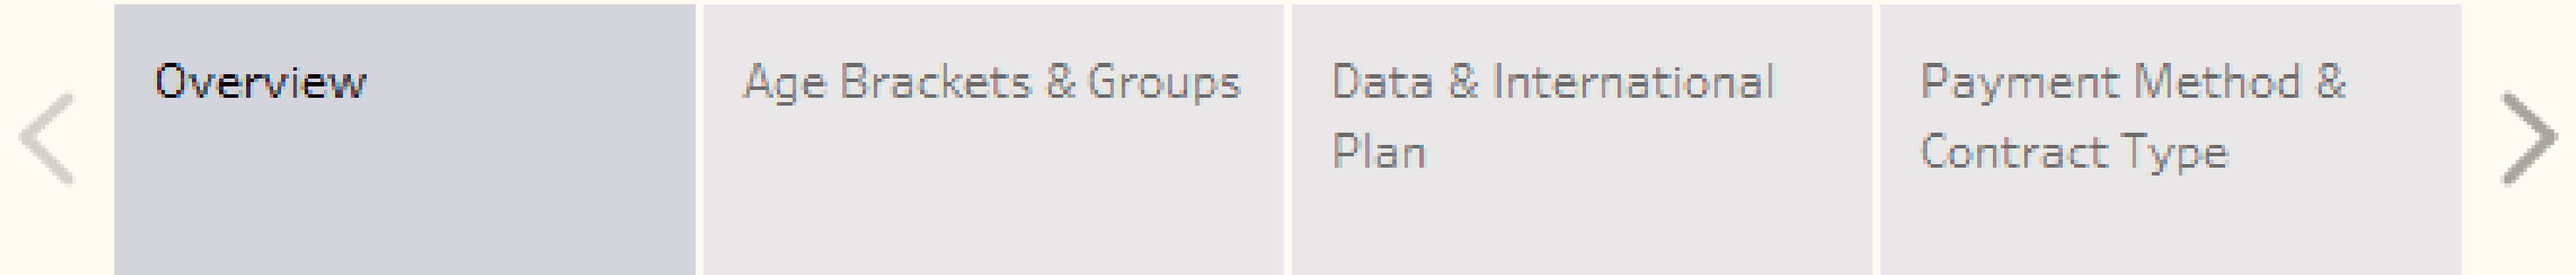 Overview
Age Brackets & Groups
Data & International
Plan
Payment Method &
Contract Type